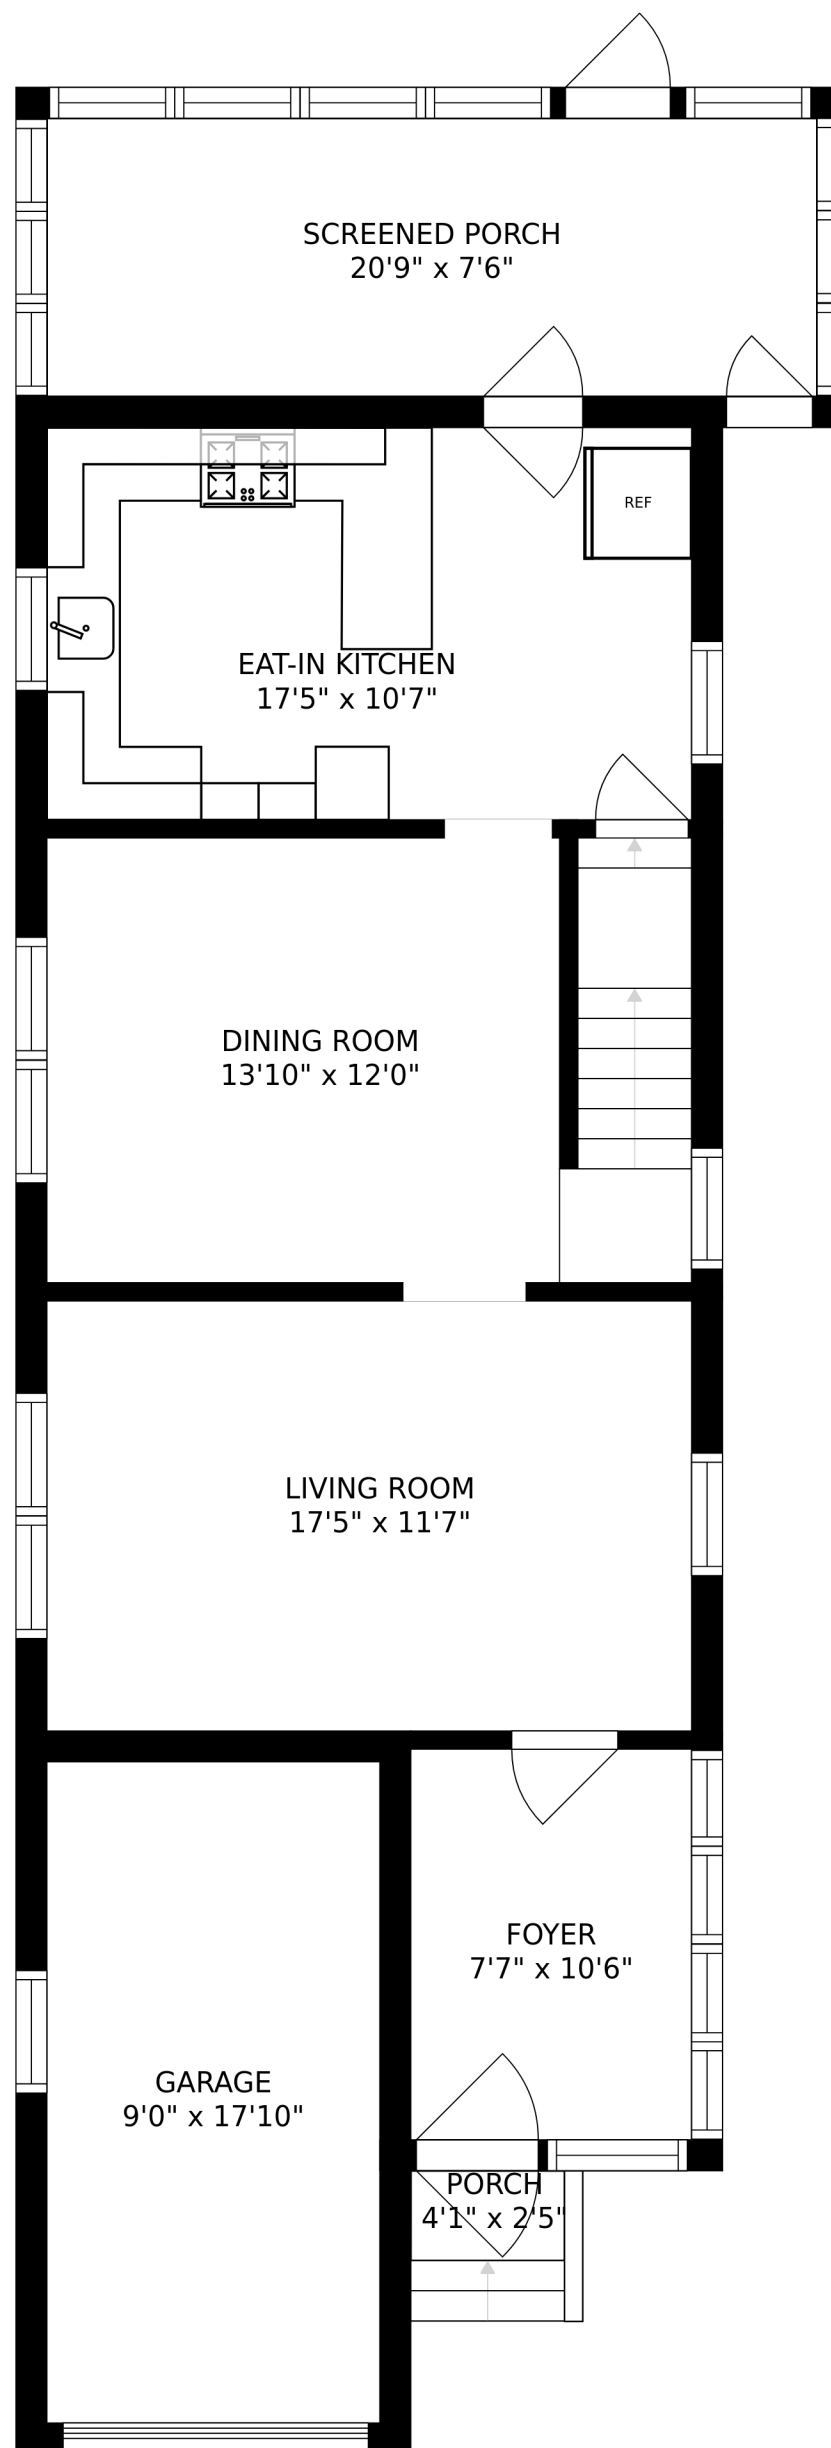 SCREENED PORCH
20'9" x 7'6"
REF
EAT-IN KITCHEN
17'5" x 10'7"
DINING ROOM
13'10" x 12'0"
LIVING ROOM
17'5" x 11'7"
FOYER
7'7" x 10'6"
GARAGE
9'0" x 17'10"
PORCH
4'1" x 2'5"